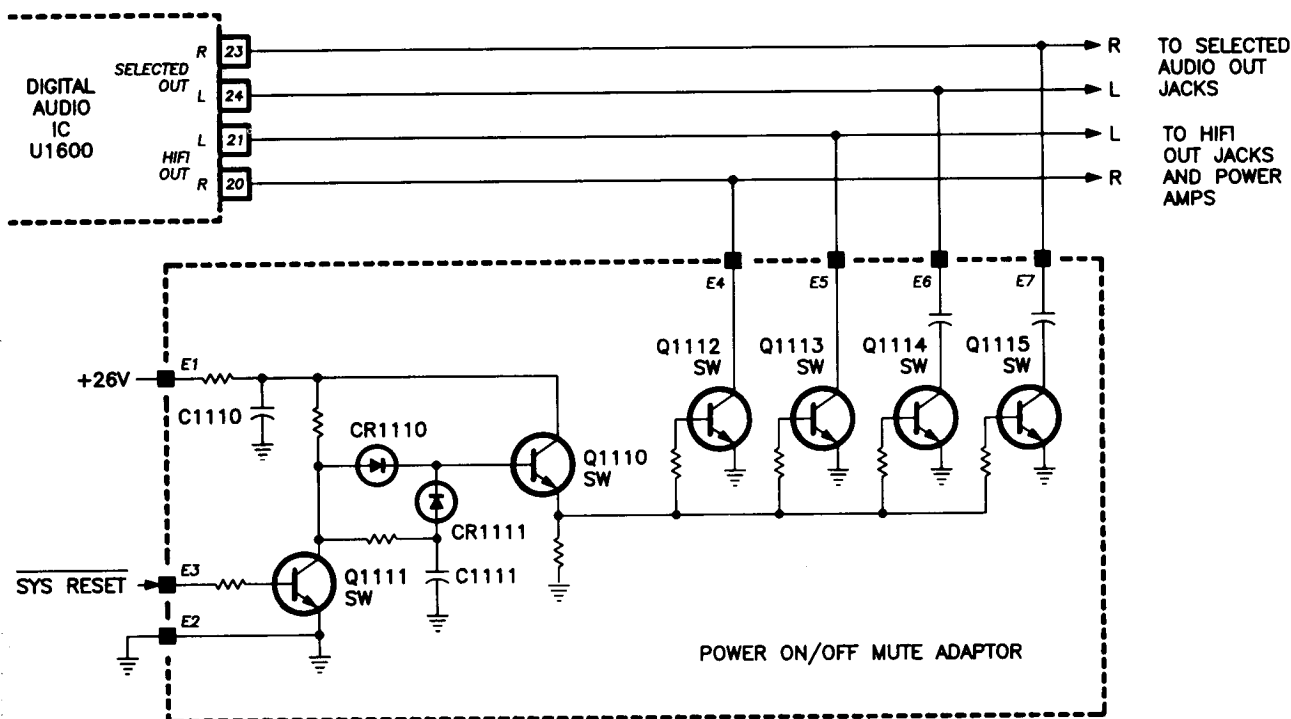 DIGITAL
AUDIO
IC
U1600
SELECTED
OUT
R
23
L
24
HIFI
OUT
L
21
R
20
R
L
L
R
TO SELECTED
AUDIO OUT
JACKS
TO HIFI
OUT JACKS
AND POWER
AMPS
E4
E5
E6
E7
Q1112
SW
Q1113
SW
Q1114
SW
Q1115
SW
+26V
E1
C1110
CR1110
Q1110
SW
CR1111
SYS RESET
E3
Q1111
SW
C1111
E2
POWER ON/OFF MUTE ADAPTOR